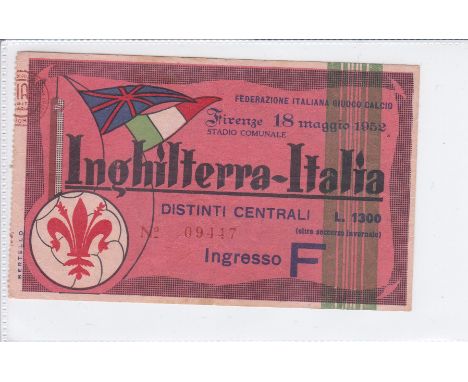 FEDERAZIONE ITALIANA GIUOCO CALCIO
Firenze 18 maggio 1952
STADIO COMUNALE
Inghilterra-Italia
DISTINTI CENTRALI L. 1300
(oltre soccorso invernale)
Nº 09447
Ingresso F
BERTELLO